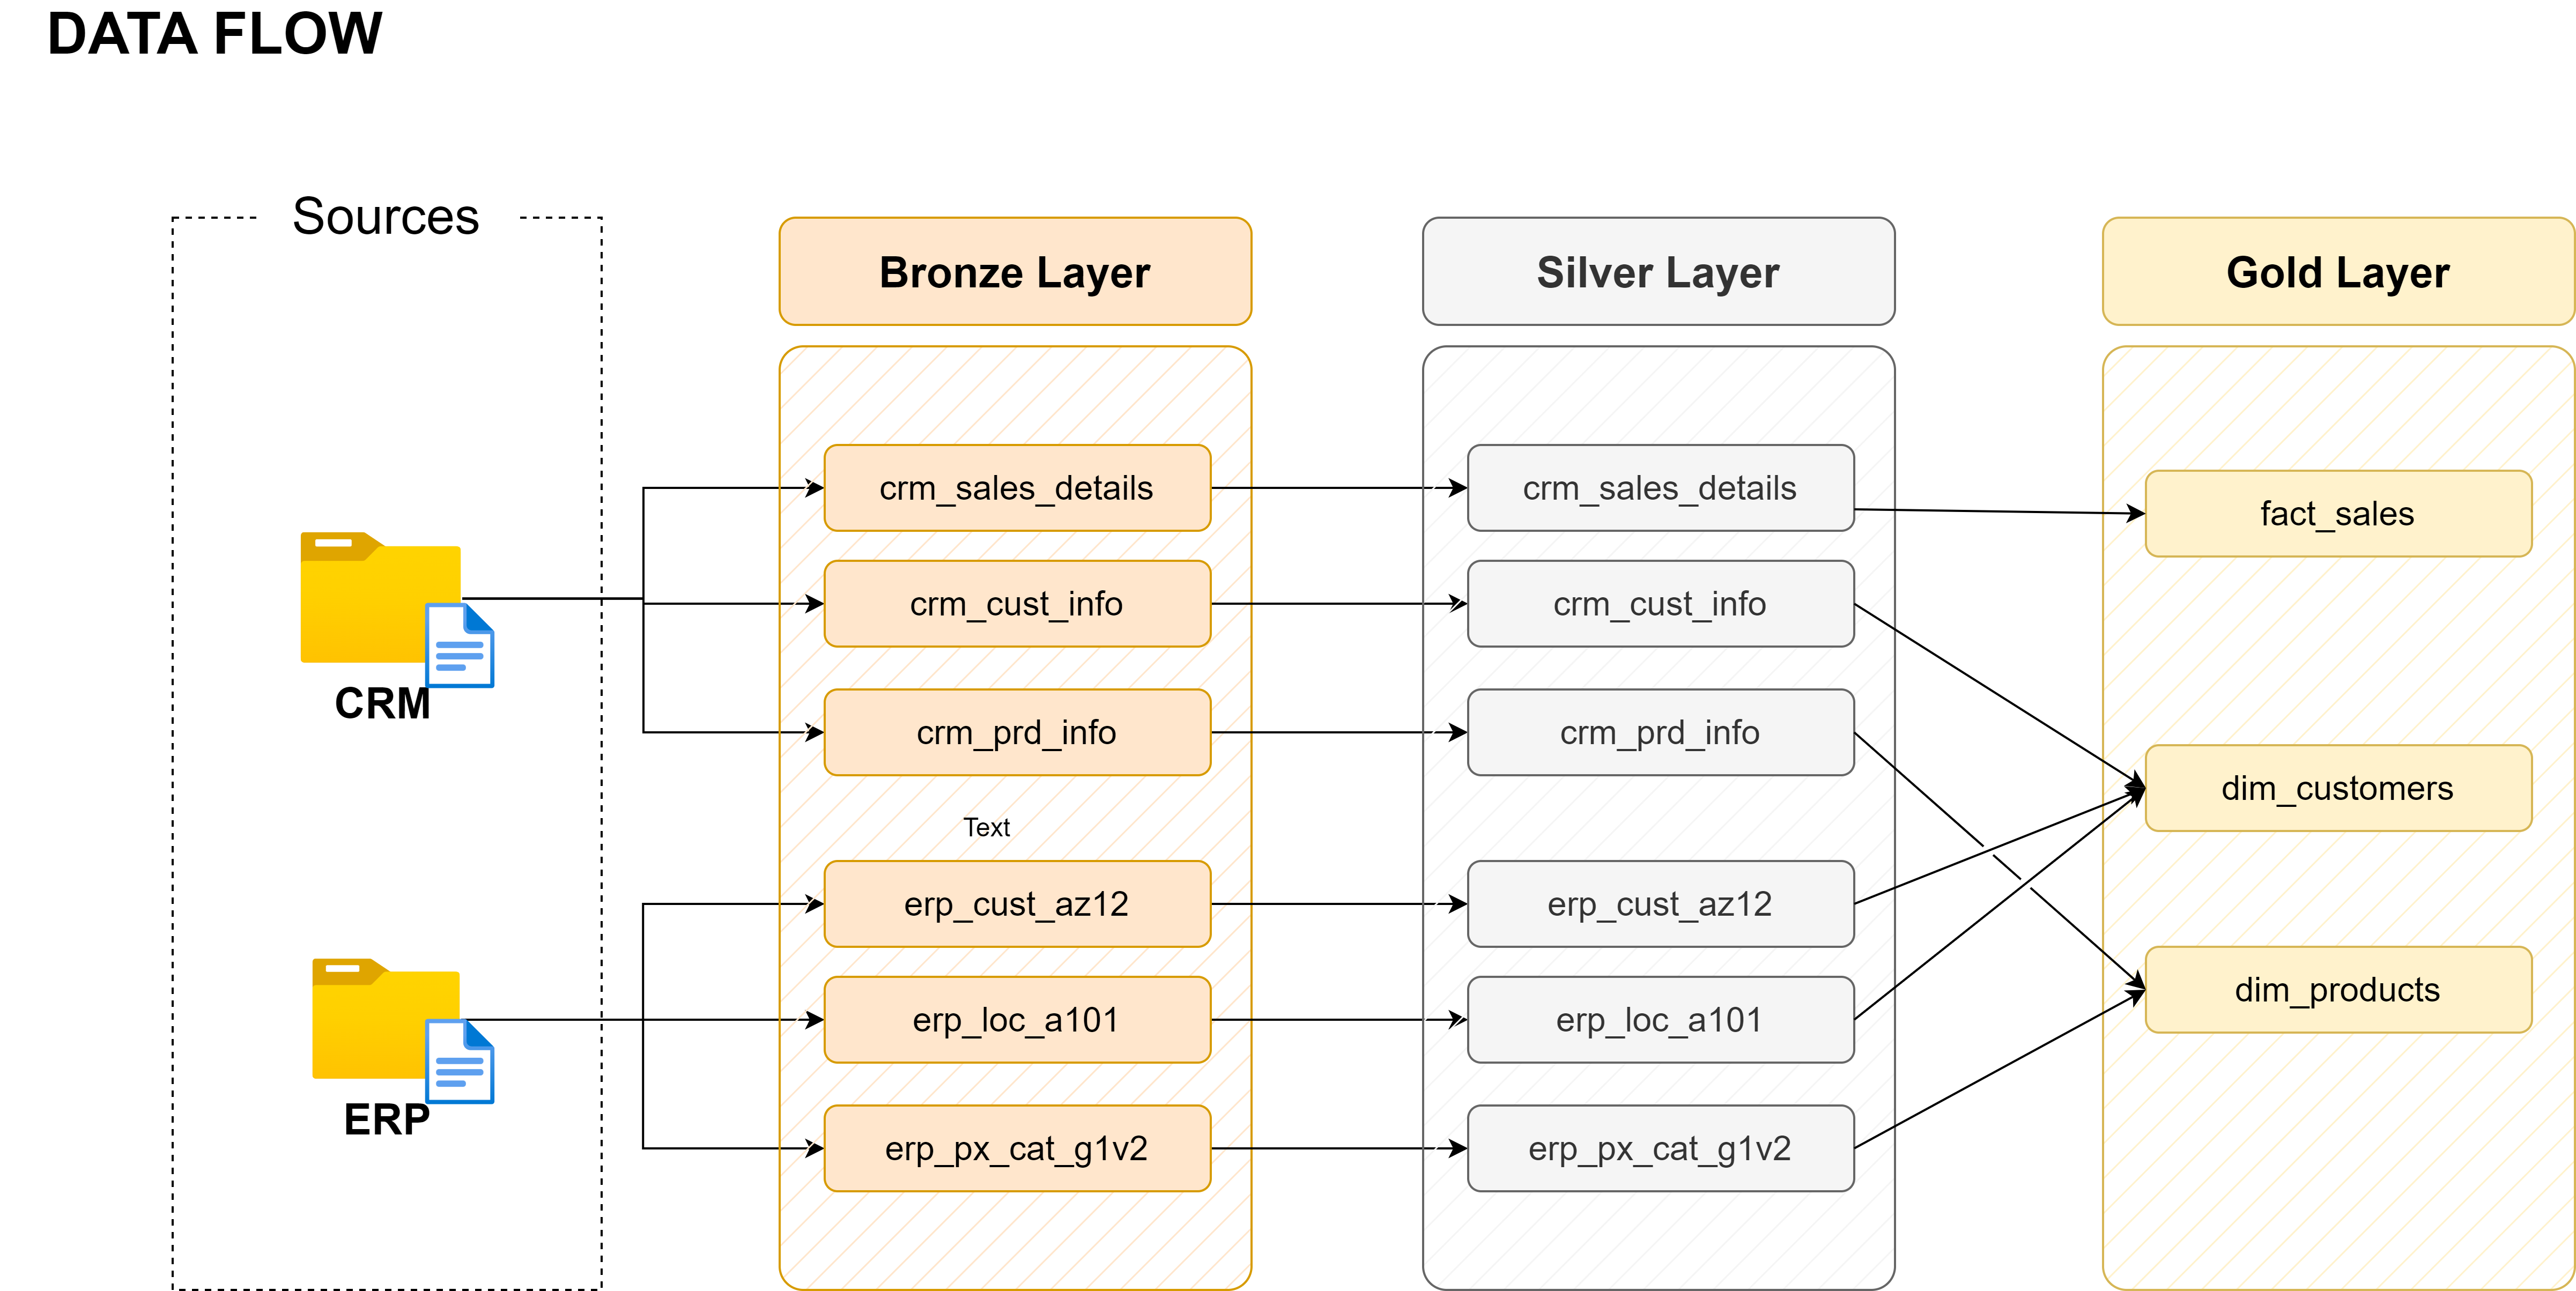 DATA FLOW
Sources
CRM
ERP
Bronze Layer
crm_sales_details
crm_cust_info
crm_prd_info
Text
erp_cust_az12
erp_loc_a101
erp_px_cat_g1v2
Silver Layer
crm_sales_details
crm_cust_info
crm_prd_info
erp_cust_az12
erp_loc_a101
erp_px_cat_g1v2
Gold Layer
fact_sales
dim_customers
dim_products